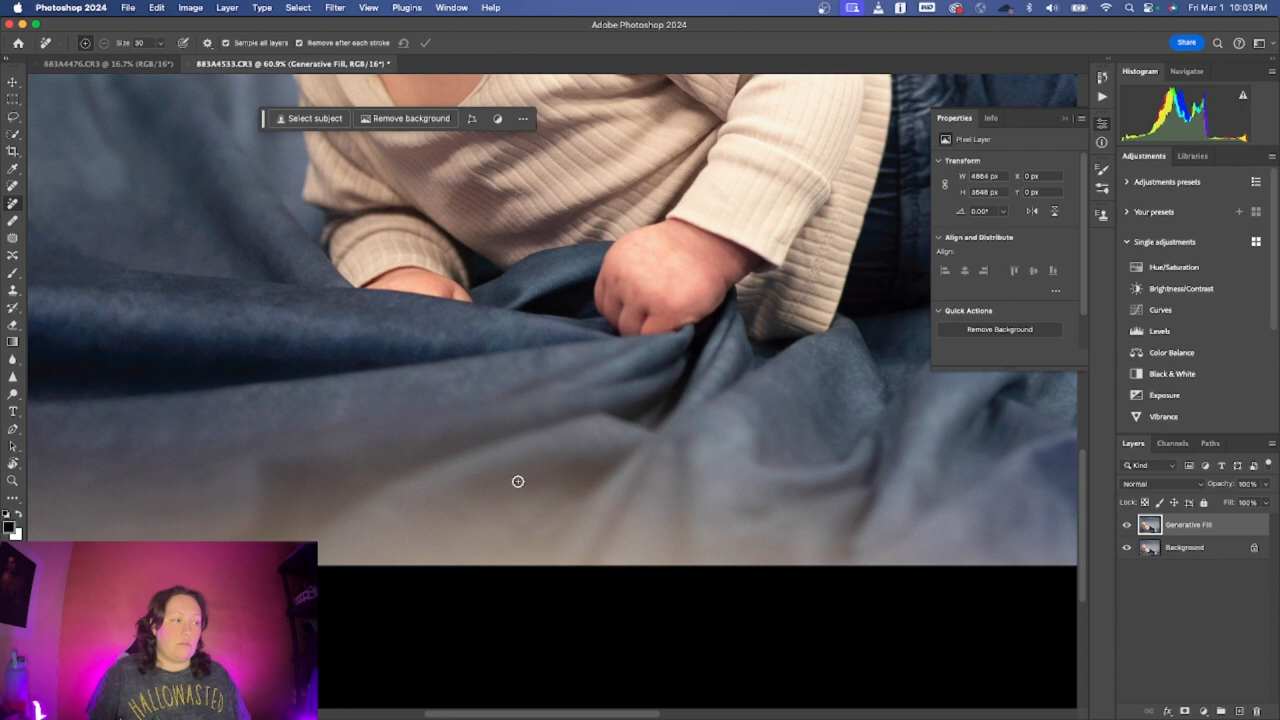 Photoshop 2024 File Edit Image Layer Type Select Filter View Plugins Window Help Fri Mar 1 10:03 PM
Adobe Photoshop 2024
Size 30 Sample all layers Remove after each stroke Share
883A4476.CR3 @ 16.7% (RGB/16*) 883A4533.CR3 @ 60.9% (Generative Fill, RGB/16*) *
Select subject Remove background
Histogram Navigator
Properties Info
Pixel Layer
Transform
W 4864 px X 0 px
H 3648 px Y 0 px
0.00°
Align and Distribute
Align:
Quick Actions
Remove Background
Adjustments Libraries
Adjustments presets
Your presets
Single adjustments
Hue/Saturation
Brightness/Contrast
Curves
Levels
Color Balance
Black & White
Exposure
Vibrance
Layers Channels Paths
Kind
Normal Opacity: 100%
Lock: Fill: 100%
Generative Fill
Background
HALLOWASTED